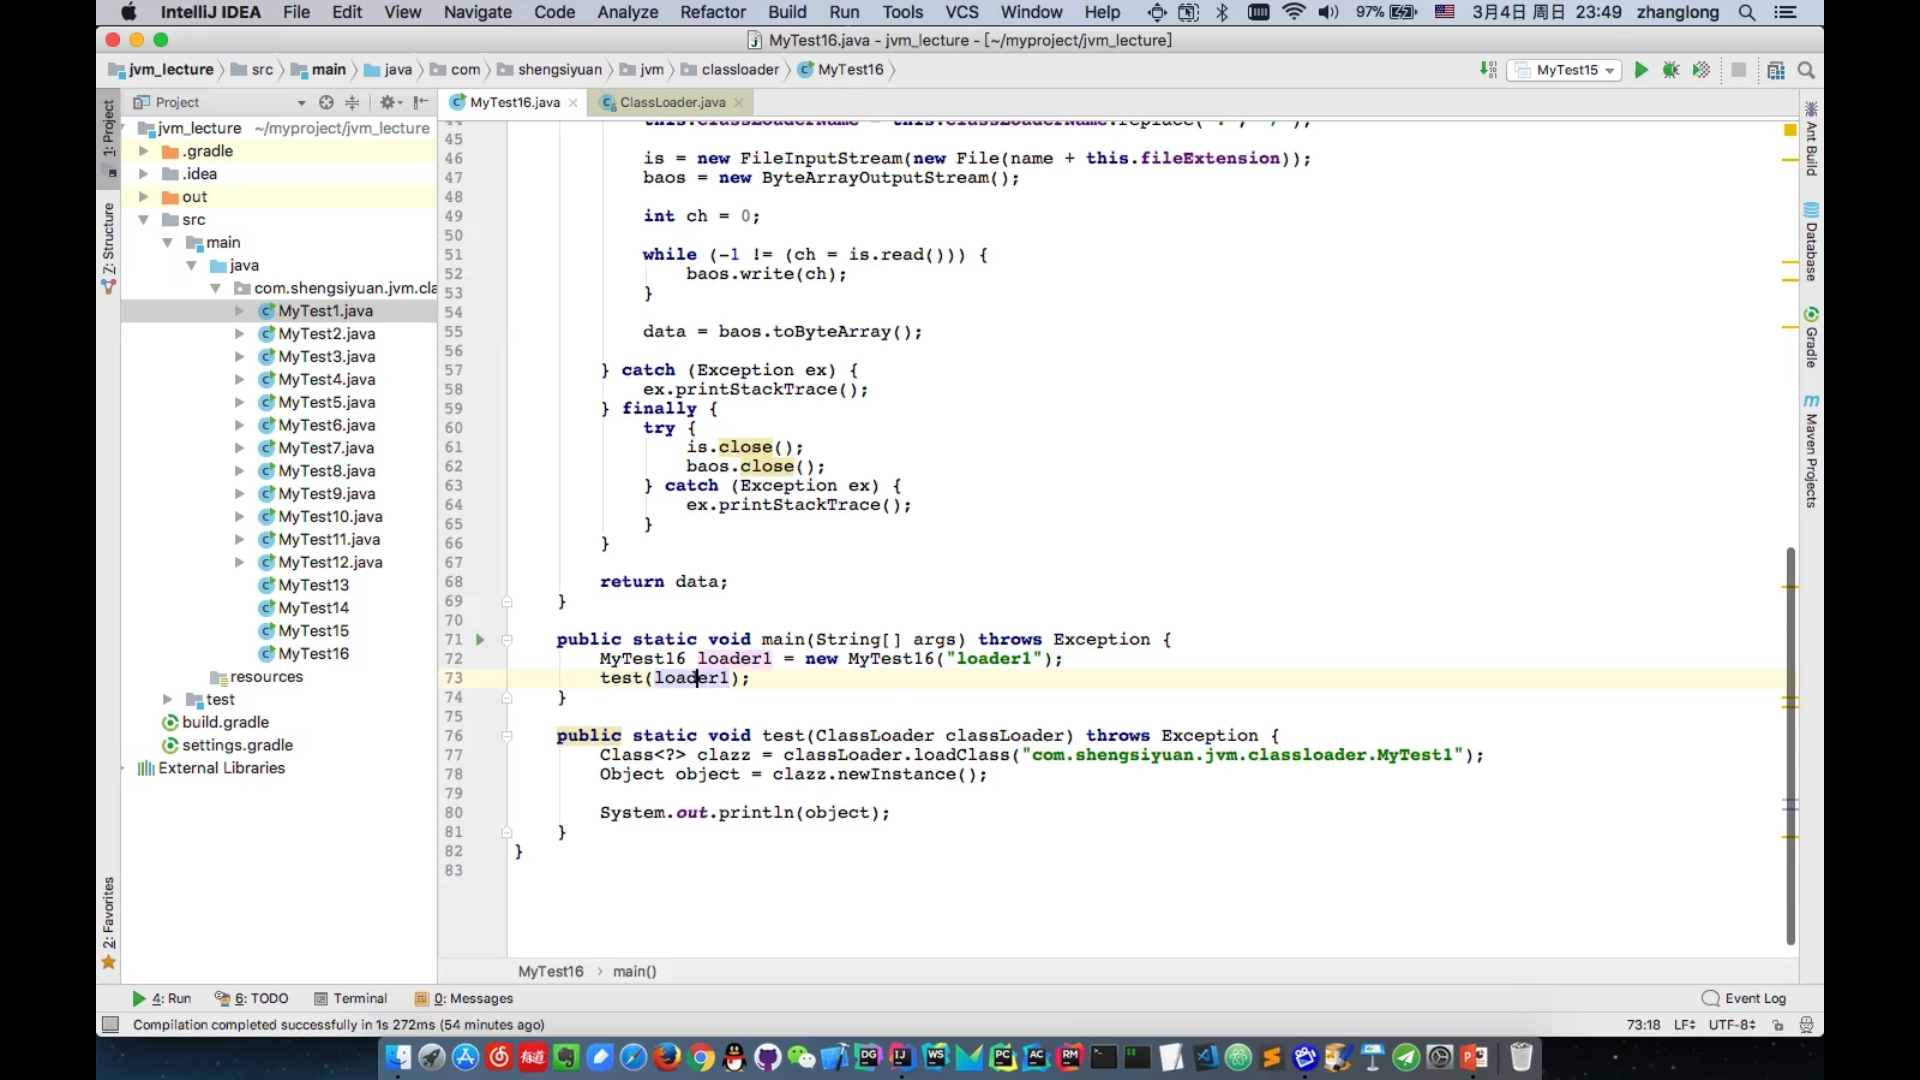 IntelliJ IDEA File Edit View Navigate Code Analyze Refactor Build Run Tools VCS Window Help 97% 3月4日 周日 23:49 zhanglong
MyTest16.java - jvm_lecture - [~/myproject/jvm_lecture]
jvm_lecture src main java com shengsiyuan jvm classloader MyTest16 MyTest15
Project
MyTest16.java ClassLoader.java
1: Project
Z: Structure
2: Favorites
jvm_lecture ~/myproject/jvm_lecture
.gradle
.idea
out
src
main
java
com.shengsiyuan.jvm.cla
MyTest1.java
MyTest2.java
MyTest3.java
MyTest4.java
MyTest5.java
MyTest6.java
MyTest7.java
MyTest8.java
MyTest9.java
MyTest10.java
MyTest11.java
MyTest12.java
MyTest13
MyTest14
MyTest15
MyTest16
resources
test
build.gradle
settings.gradle
External Libraries
45
46 is = new FileInputStream(new File(name + this.fileExtension));
47 baos = new ByteArrayOutputStream();
48
49 int ch = 0;
50
51 while (-1 != (ch = is.read())) {
52 baos.write(ch);
53 }
54
55 data = baos.toByteArray();
56
57 } catch (Exception ex) {
58 ex.printStackTrace();
59 } finally {
60 try {
61 is.close();
62 baos.close();
63 } catch (Exception ex) {
64 ex.printStackTrace();
65 }
66 }
67
68 return data;
69 }
70
71 public static void main(String[] args) throws Exception {
72 MyTest16 loader1 = new MyTest16("loader1");
73 test(loader1);
74 }
75
76 public static void test(ClassLoader classLoader) throws Exception {
77 Class<?> clazz = classLoader.loadClass("com.shengsiyuan.jvm.classloader.MyTest1");
78 Object object = clazz.newInstance();
79
80 System.out.println(object);
81 }
82 }
83
MyTest16 › main()
Ant Build
Database
Gradle
Maven Projects
4: Run 6: TODO Terminal 0: Messages Event Log
Compilation completed successfully in 1s 272ms (54 minutes ago) 73:18 LF UTF-8
有道 DG IJ WS PC AC RM